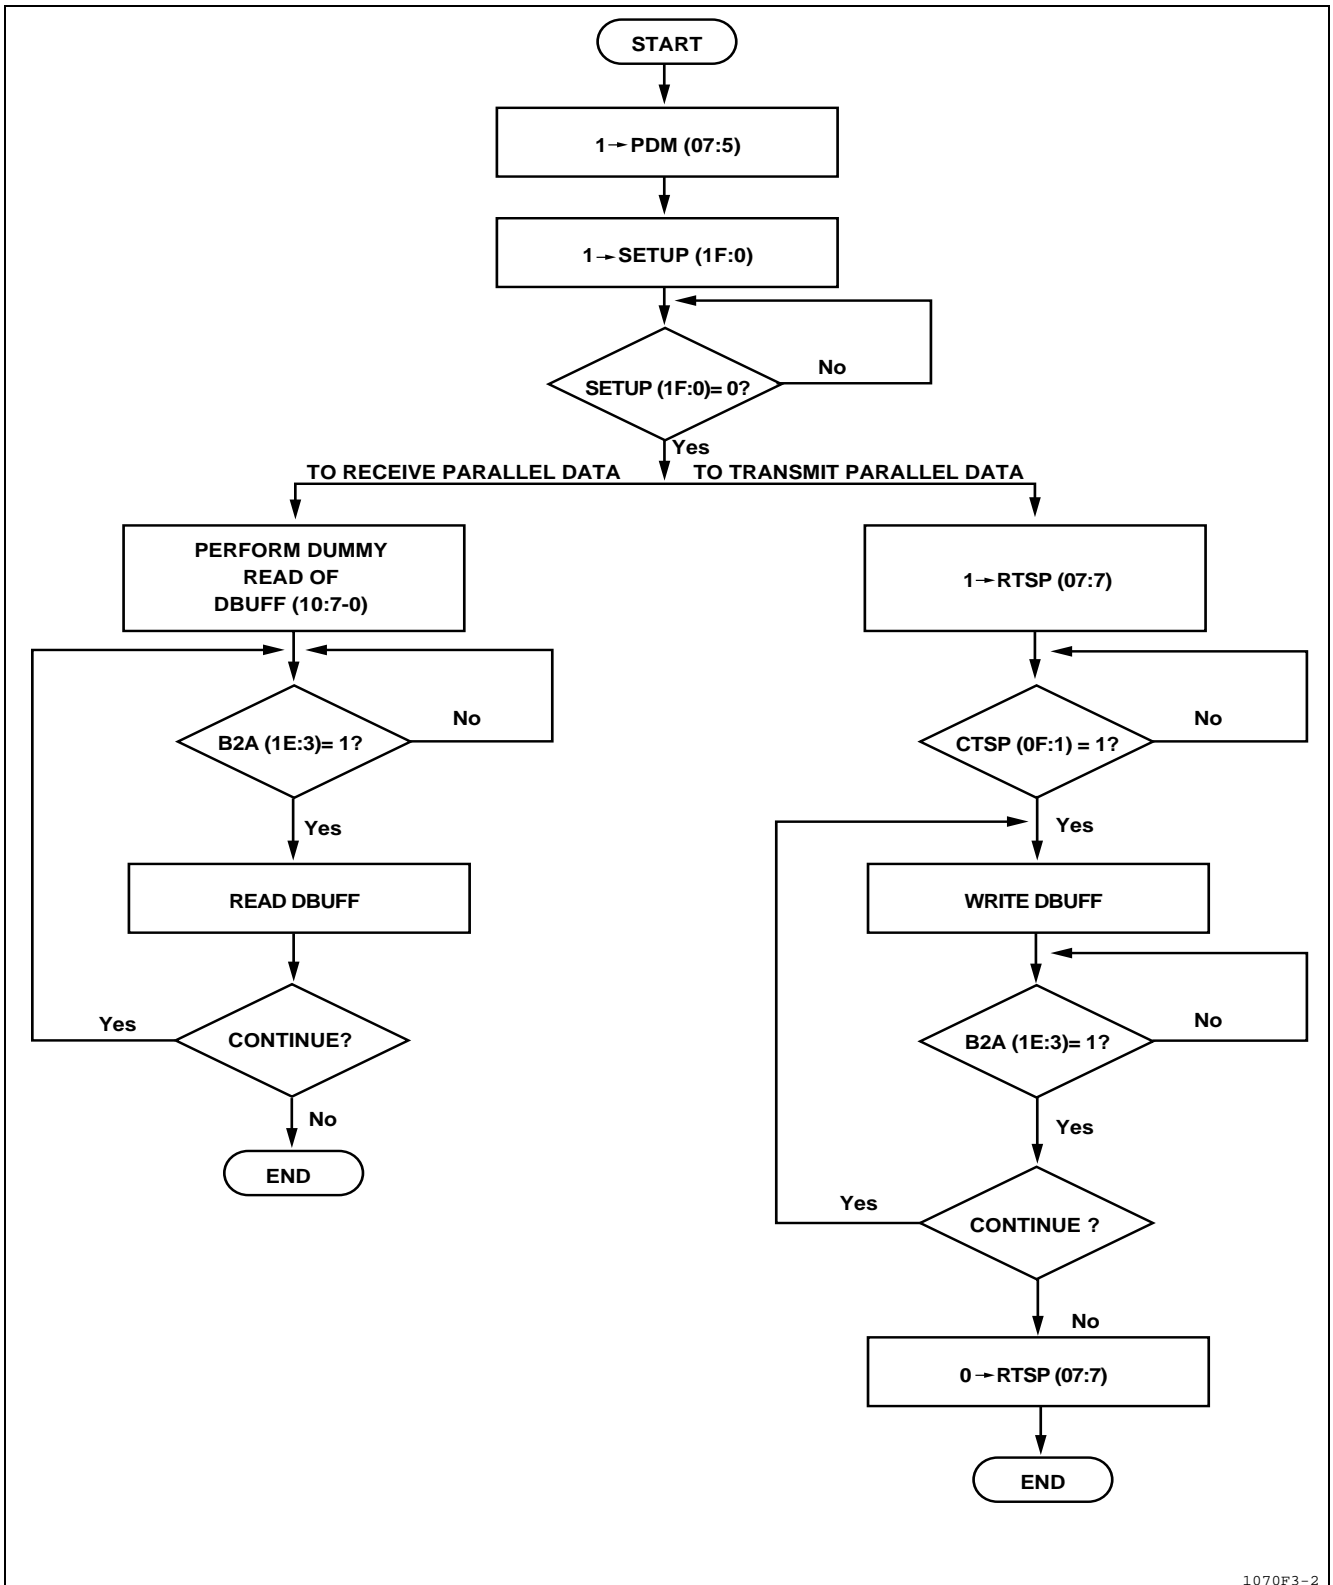 START
1→PDM (07:5)
1→SETUP (1F:0)
SETUP (1F:0)= 0?
No
Yes
TO RECEIVE PARALLEL DATA
TO TRANSMIT PARALLEL DATA
PERFORM DUMMY
READ OF
DBUFF (10:7-0)
B2A (1E:3)= 1?
No
Yes
READ DBUFF
CONTINUE?
Yes
No
END
1→RTSP (07:7)
CTSP (0F:1) = 1?
No
Yes
WRITE DBUFF
B2A (1E:3)= 1?
No
Yes
CONTINUE ?
Yes
No
0→RTSP (07:7)
END
1070F3-2